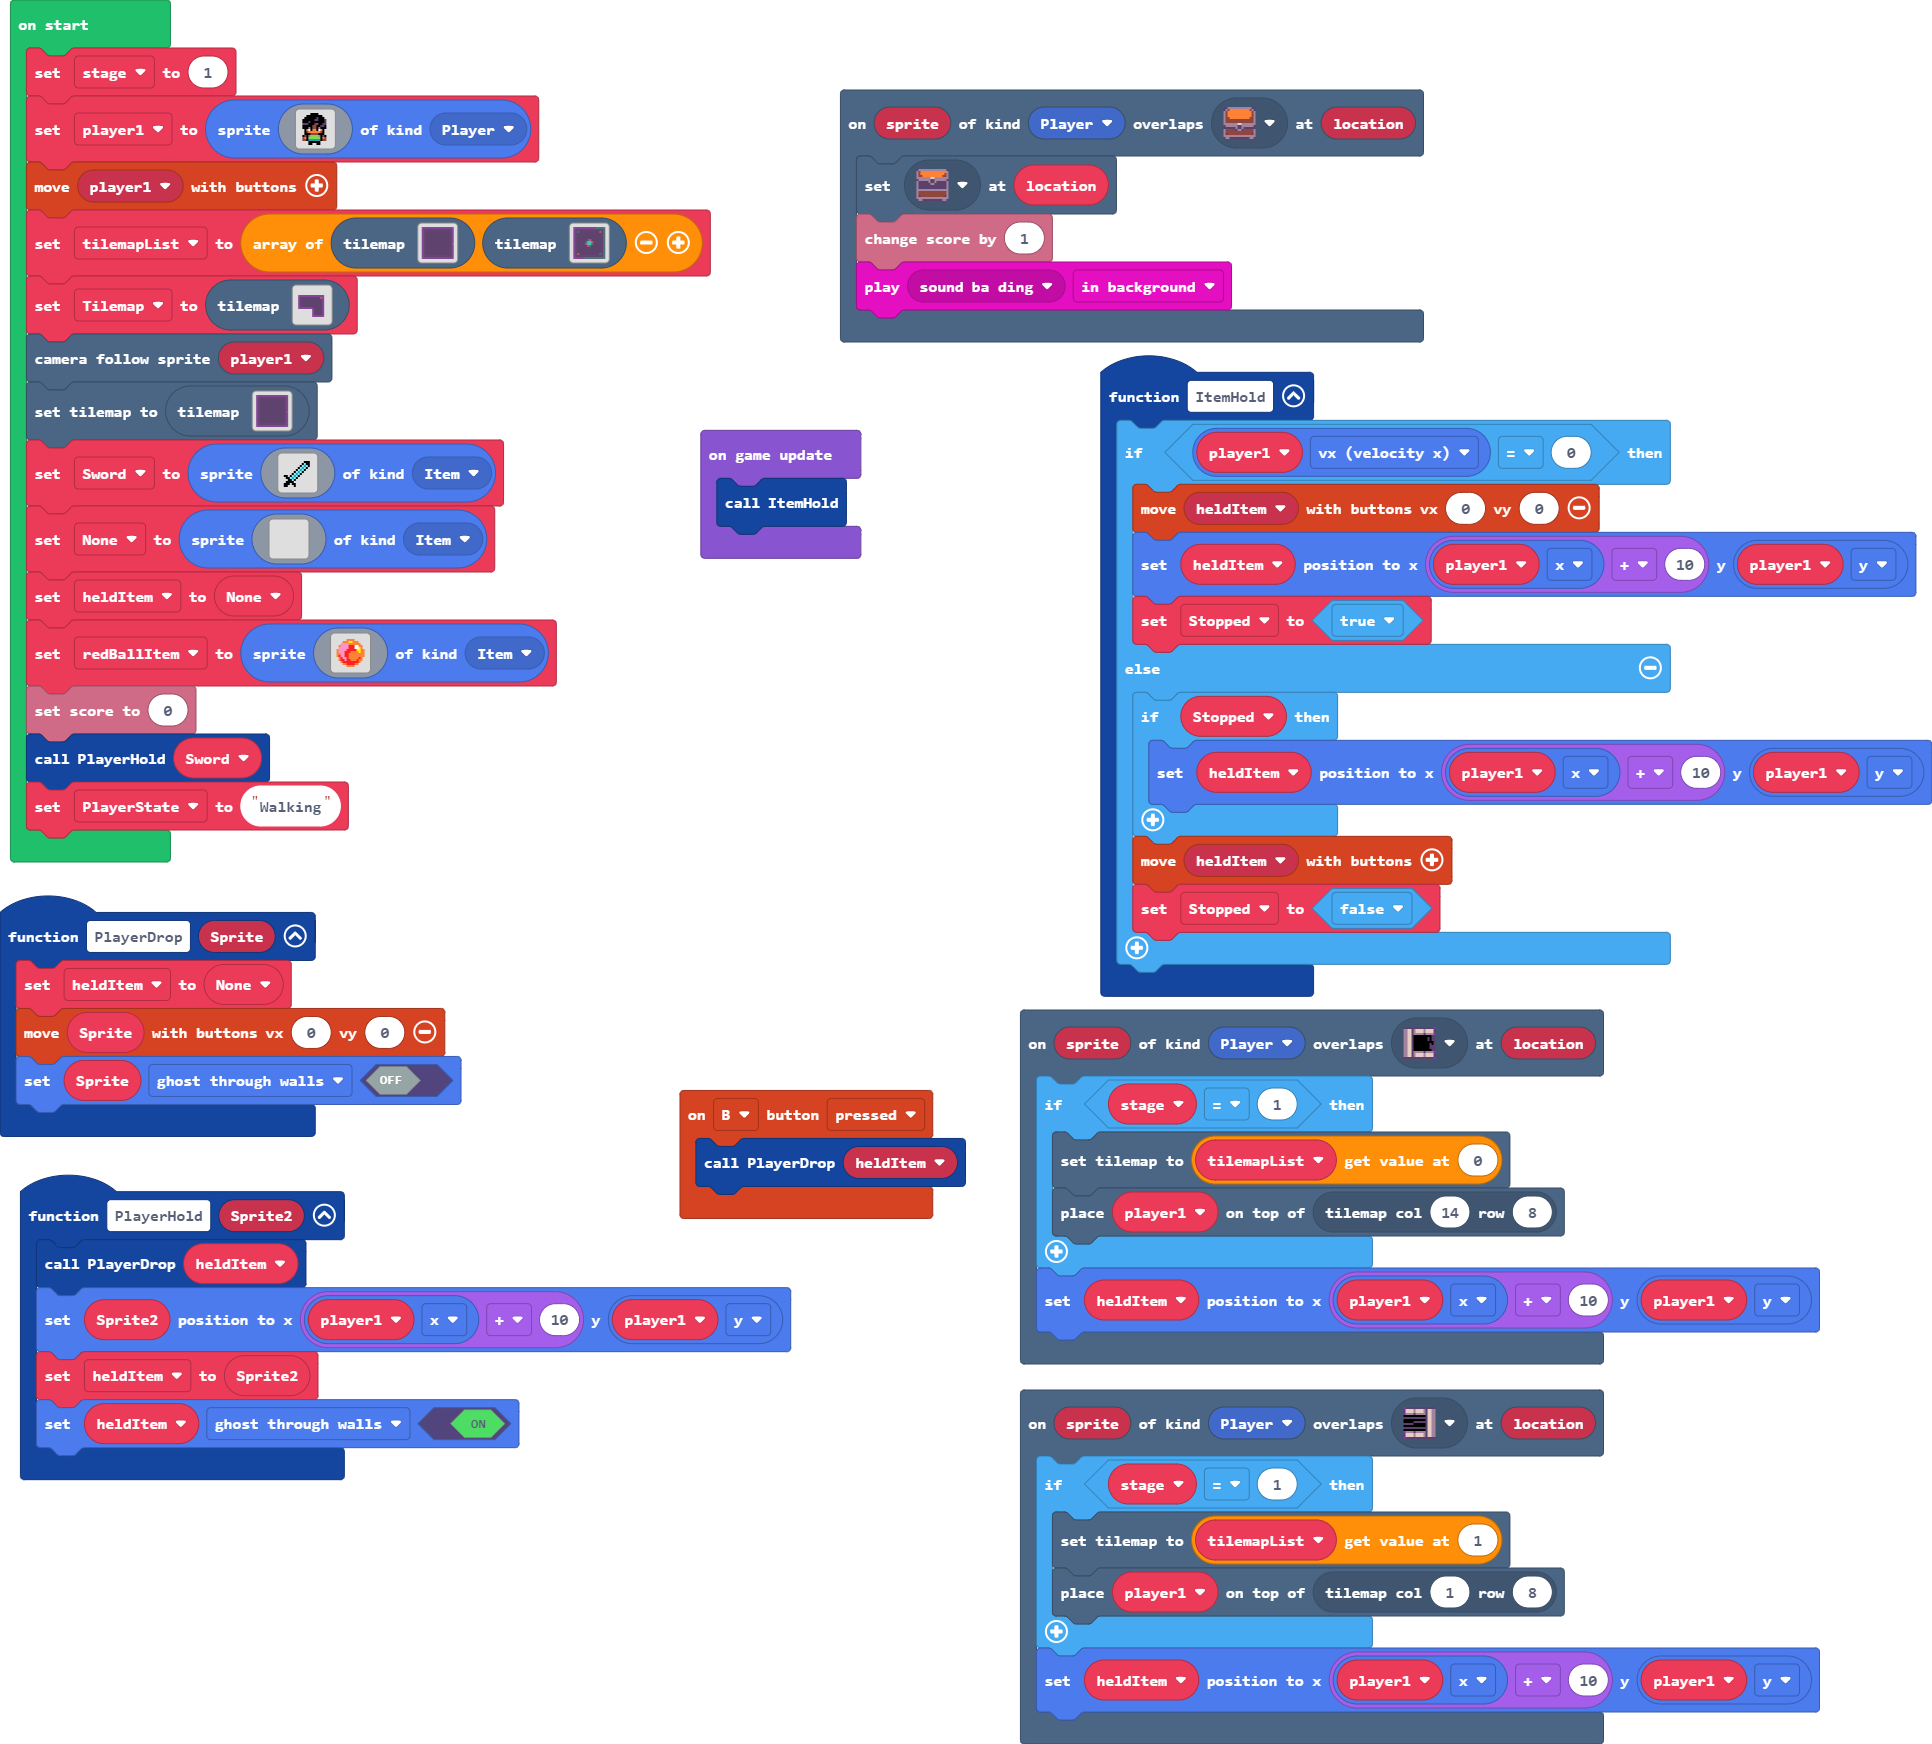 on start
set stage to 1
set player1 to sprite of kind Player
move player1 with buttons
set tilemapList to array of tilemap tilemap
set Tilemap to tilemap
camera follow sprite player1
set tilemap to tilemap
set Sword to sprite of kind Item
set None to sprite of kind Item
set heldItem to None
set redBallItem to sprite of kind Item
set score to 0
call PlayerHold Sword
set PlayerState to "Walking"
function PlayerDrop Sprite
set heldItem to None
move Sprite with buttons vx 0 vy 0
set Sprite ghost through walls OFF
function PlayerHold Sprite2
call PlayerDrop heldItem
set Sprite2 position to x player1 x + 10 y player1 y
set heldItem to Sprite2
set heldItem ghost through walls ON
on game update
call ItemHold
on B button pressed
call PlayerDrop heldItem
on sprite of kind Player overlaps at location
set at location
change score by 1
play sound ba ding in background
function ItemHold
if player1 vx (velocity x) = 0 then
move heldItem with buttons vx 0 vy 0
set heldItem position to x player1 x + 10 y player1 y
set Stopped to true
else
if Stopped then
set heldItem position to x player1 x + 10 y player1 y
move heldItem with buttons
set Stopped to false
on sprite of kind Player overlaps at location
if stage = 1 then
set tilemap to tilemapList get value at 0
place player1 on top of tilemap col 14 row 8
set heldItem position to x player1 x + 10 y player1 y
on sprite of kind Player overlaps at location
if stage = 1 then
set tilemap to tilemapList get value at 1
place player1 on top of tilemap col 1 row 8
set heldItem position to x player1 x + 10 y player1 y